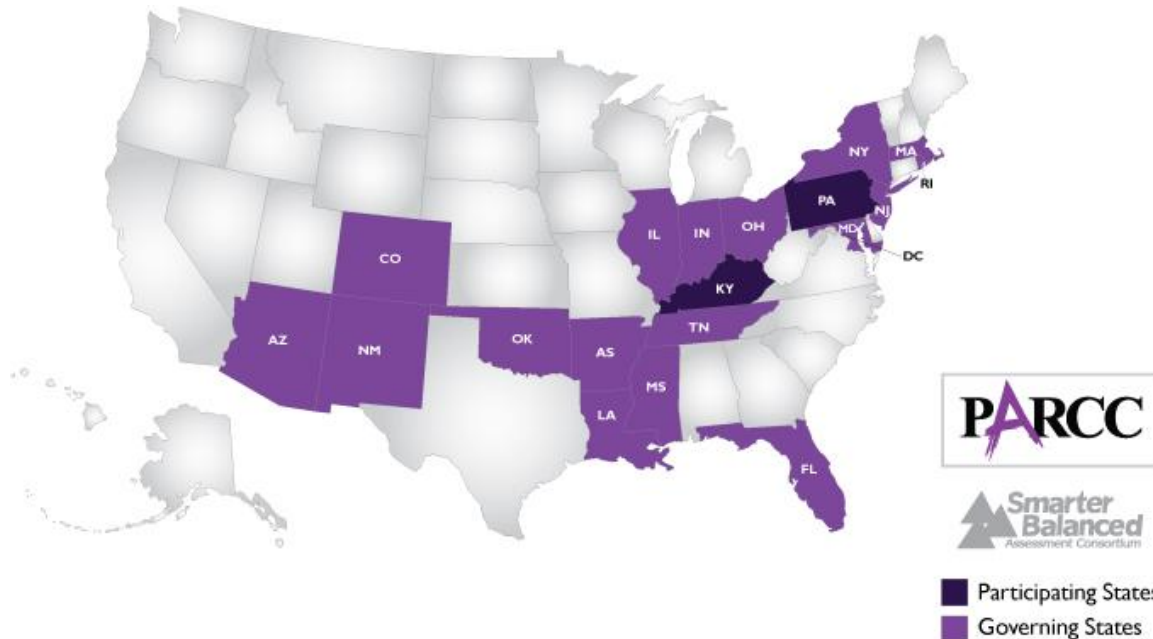 NY
MA
RI
PA
NJ
OH
MD
IL
IN
DC
CO
KY
TN
AZ
NM
OK
AS
MS
LA
FL
PARCC
Smarter
Balanced
Assessment Consortium
Participating States
Governing States